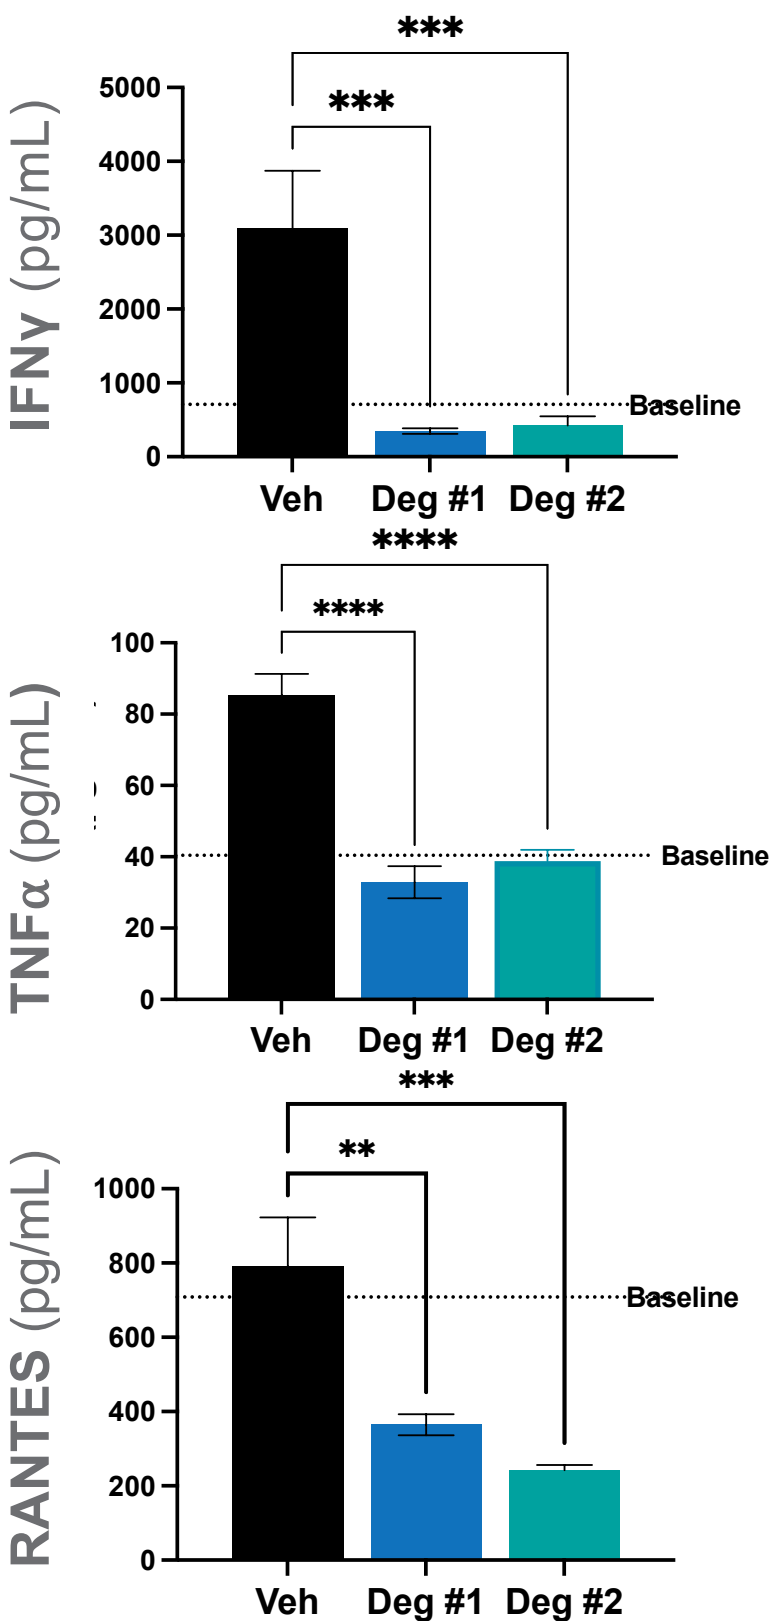 ***
***
IFNγ (pg/mL)
5000
4000
3000
2000
1000
0
Baseline
Veh Deg #1 Deg #2
****
****
TNFα (pg/mL)
100
80
60
40
20
0
Baseline
Veh Deg #1 Deg #2
***
**
RANTES (pg/mL)
1000
800
600
400
200
0
Baseline
Veh Deg #1 Deg #2